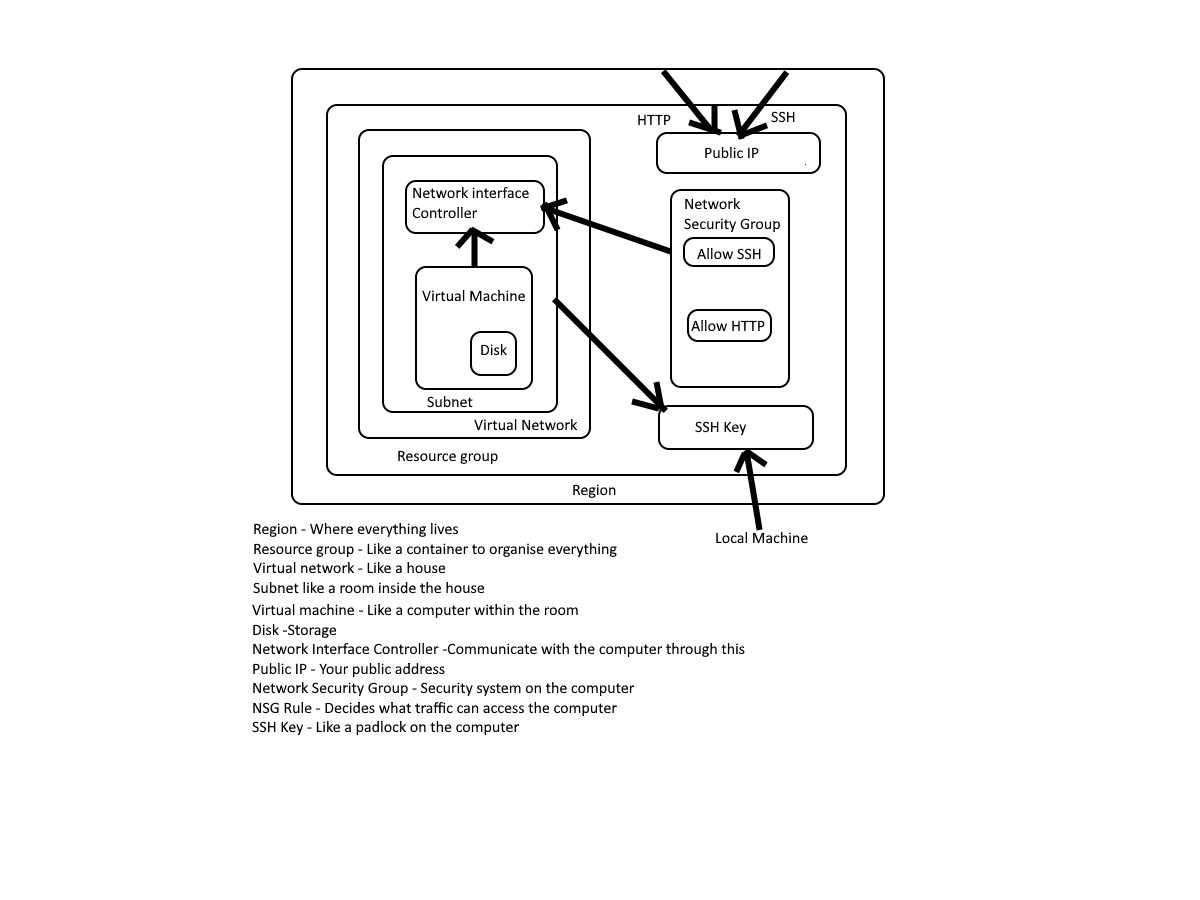 HTTP
SSH
Public IP
Network interface
Controller
Network
Security Group
Allow SSH
Virtual Machine
Allow HTTP
Disk
Subnet
Virtual Network
SSH Key
Resource group
Region
Local Machine
Region - Where everything lives
Resource group - Like a container to organise everything
Virtual network - Like a house
Subnet like a room inside the house
Virtual machine - Like a computer within the room
Disk -Storage
Network Interface Controller -Communicate with the computer through this
Public IP - Your public address
Network Security Group - Security system on the computer
NSG Rule - Decides what traffic can access the computer
SSH Key - Like a padlock on the computer